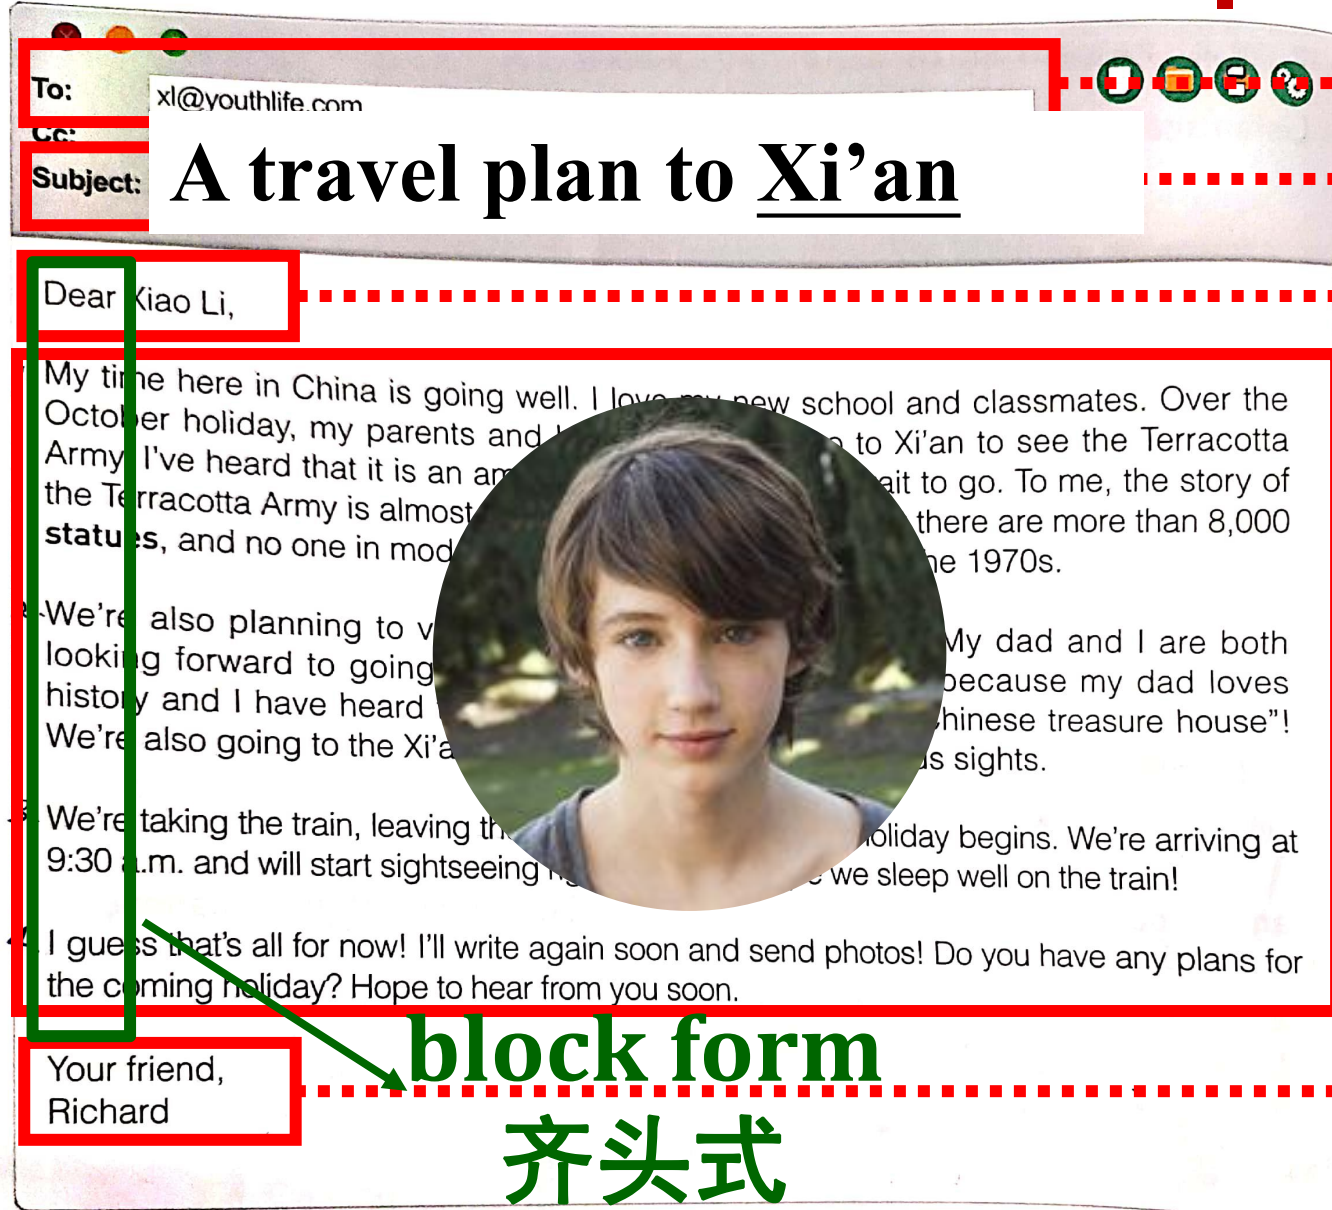 To: xl@youthlife.com
Cc:
Subject: A travel plan to Xi’an
Dear Xiao Li,
My time here in China is going well. I love my new school and classmates. Over the
October holiday, my parents and to Xi’an to see the Terracotta
Army. I’ve heard that it is an ait to go. To me, the story of
the Terracotta Army is almost there are more than 8,000
statues, and no one in mod he 1970s.
We’re also planning to v My dad and I are both
looking forward to going because my dad loves
history and I have heard hinese treasure house”!
We’re also going to the Xi’a s sights.
We’re taking the train, leaving th oliday begins. We’re arriving at
9:30 a.m. and will start sightseeing we sleep well on the train!
4 I guess that’s all for now! I’ll write again soon and send photos! Do you have any plans for
the coming holiday? Hope to hear from you soon.
block form
齐头式
Your friend,
Richard